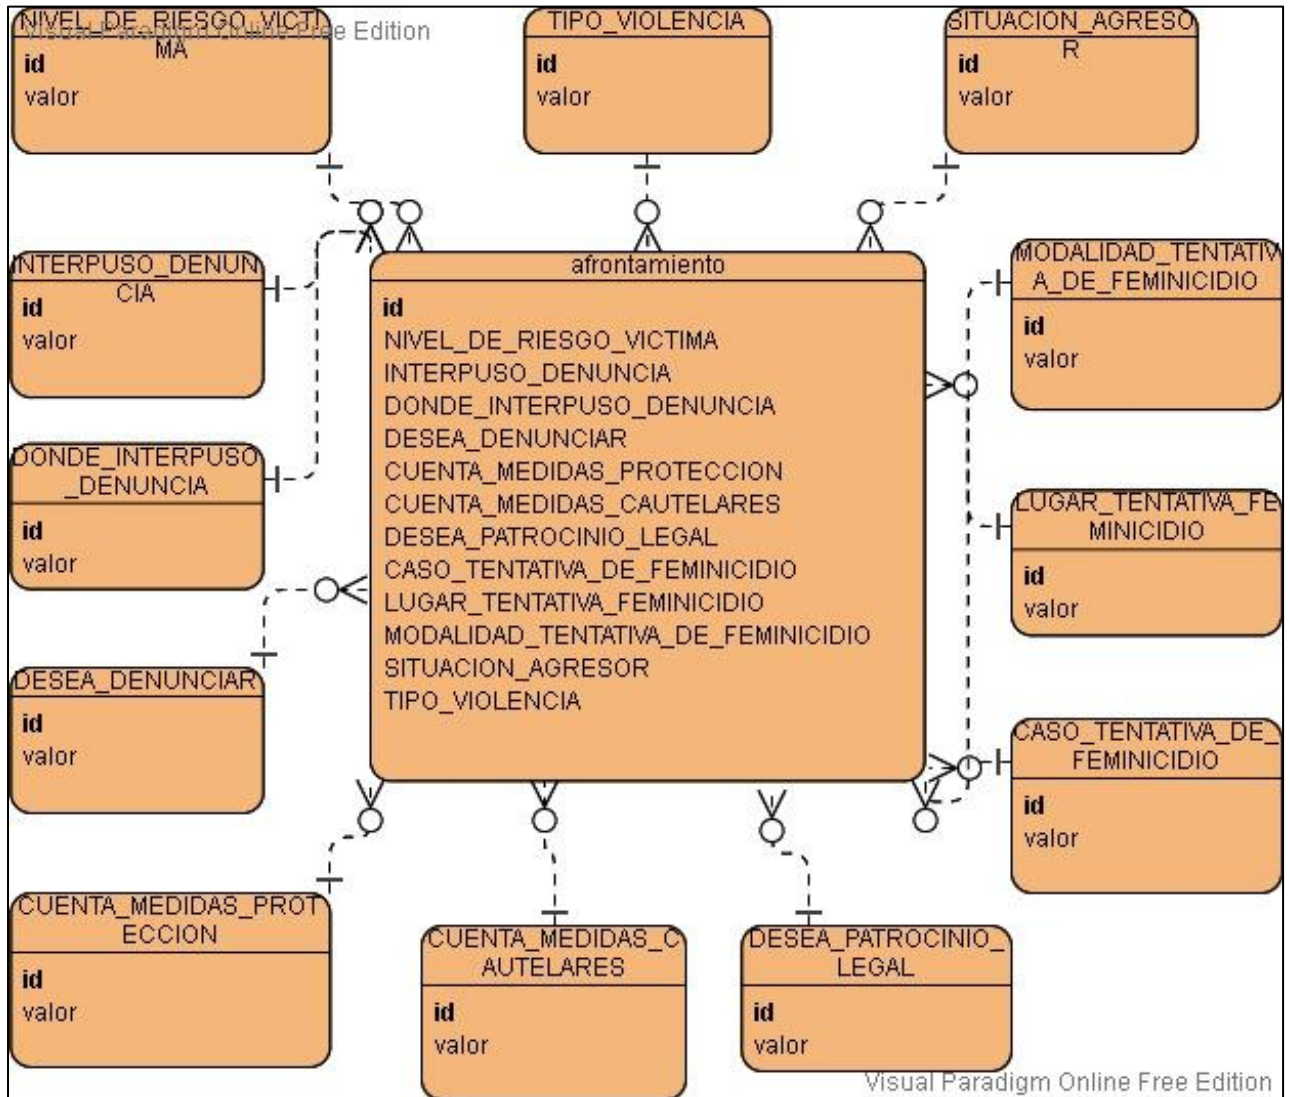 NIVEL_DE_RIESGO_VICTI
MA
id
valor
Visual Paradigm Online Free Edition
TIPO_VIOLENCIA
id
valor
SITUACION_AGRESO
R
id
valor
INTERPUSO_DENUN
CIA
id
valor
DONDE_INTERPUSO
_DENUNCIA
id
valor
DESEA_DENUNCIAR
id
valor
afrontamiento
id
NIVEL_DE_RIESGO_VICTIMA
INTERPUSO_DENUNCIA
DONDE_INTERPUSO_DENUNCIA
DESEA_DENUNCIAR
CUENTA_MEDIDAS_PROTECCION
CUENTA_MEDIDAS_CAUTELARES
DESEA_PATROCINIO_LEGAL
CASO_TENTATIVA_DE_FEMINICIDIO
LUGAR_TENTATIVA_FEMINICIDIO
MODALIDAD_TENTATIVA_DE_FEMINICIDIO
SITUACION_AGRESOR
TIPO_VIOLENCIA
MODALIDAD_TENTATIV
A_DE_FEMINICIDIO
id
valor
LUGAR_TENTATIVA_FE
MINICIDIO
id
valor
CASO_TENTATIVA_DE_
FEMINICIDIO
id
valor
CUENTA_MEDIDAS_PROT
ECCION
id
valor
CUENTA_MEDIDAS_C
AUTELARES
id
valor
DESEA_PATROCINIO_
LEGAL
id
valor
Visual Paradigm Online Free Edition